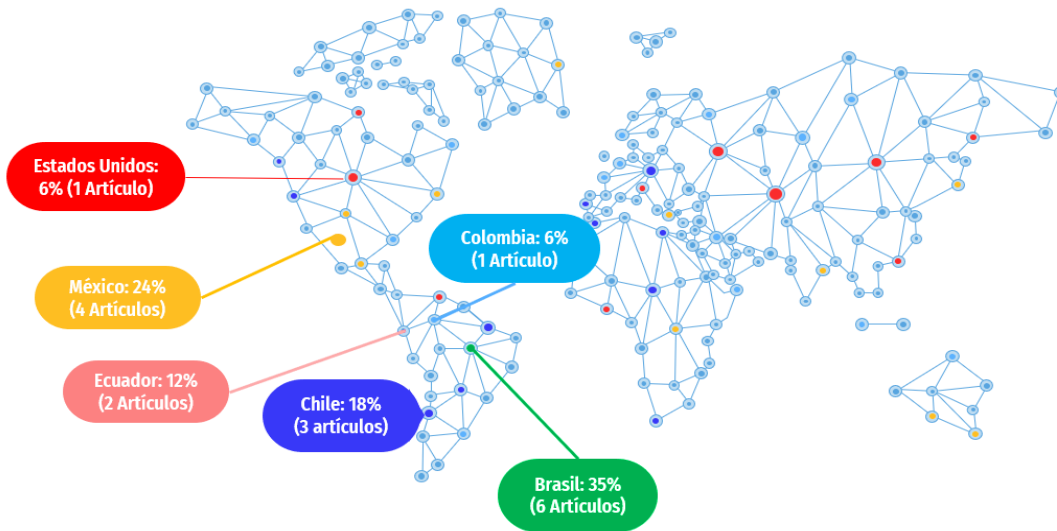 Estados Unidos:
6% (1 Artículo)
Colombia: 6%
(1 Artículo)
México: 24%
(4 Artículos)
Ecuador: 12%
(2 Artículos)
Chile: 18%
(3 artículos)
Brasil: 35%
(6 Artículos)